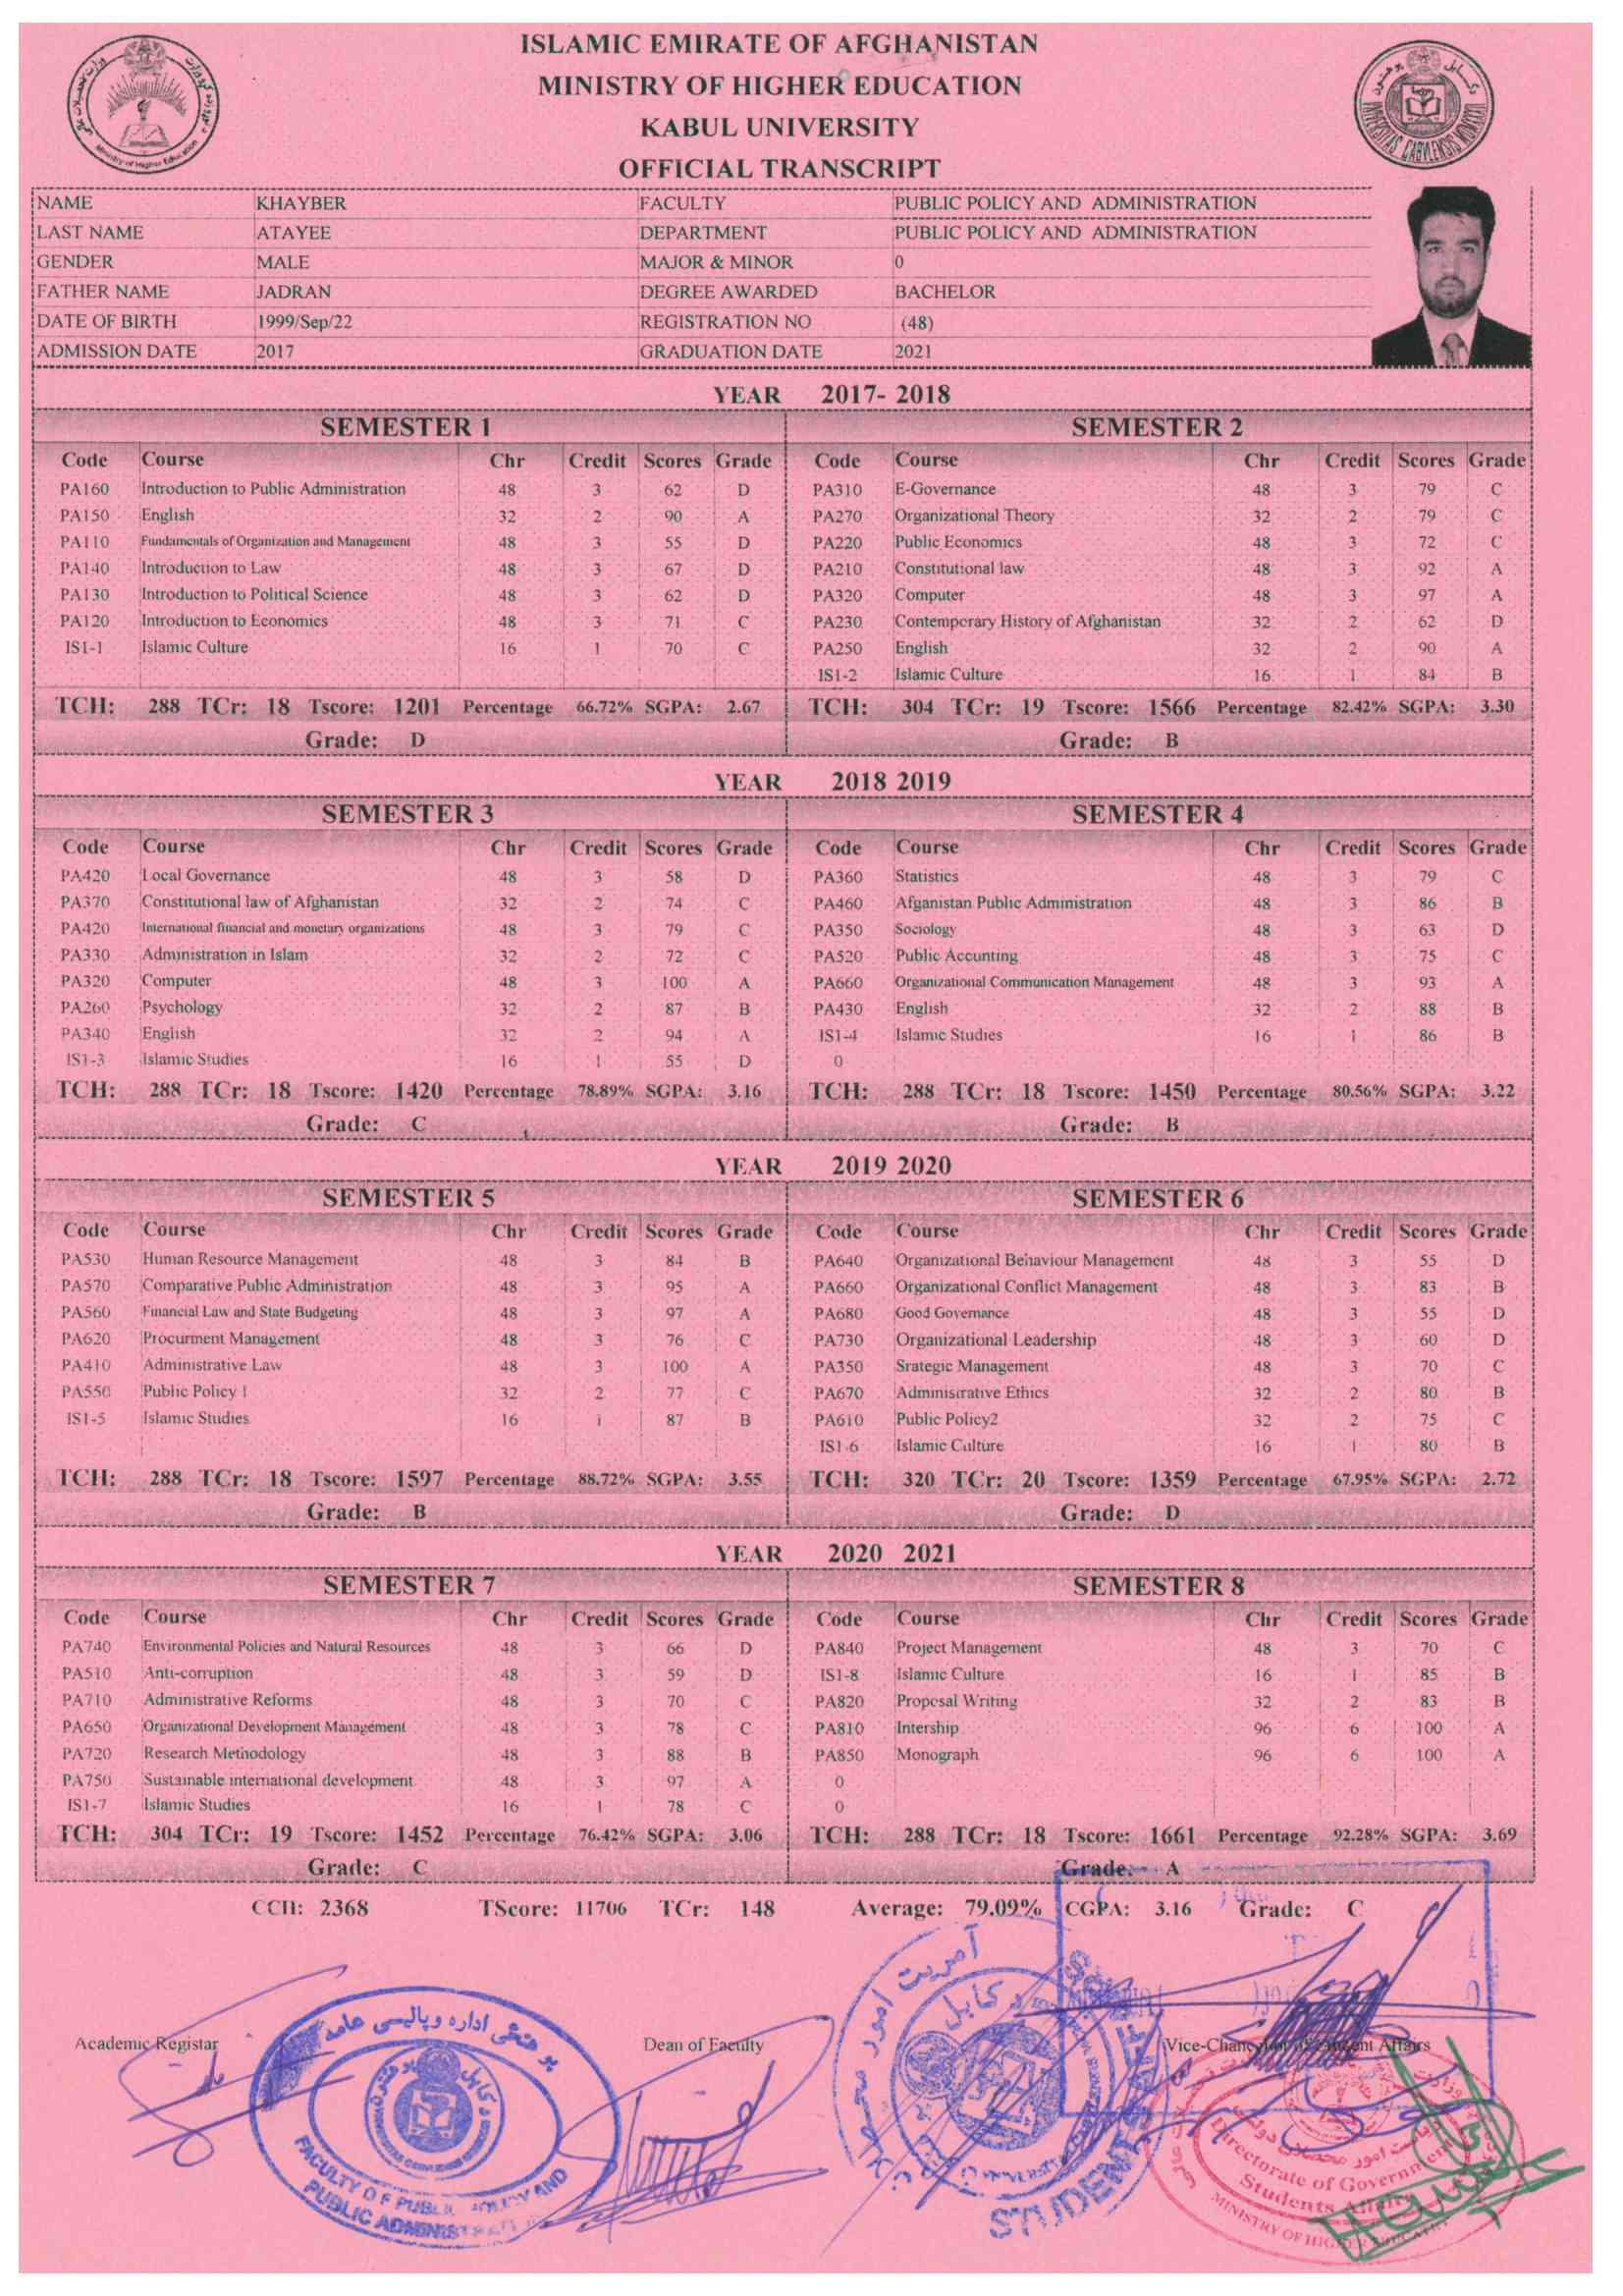 ISLAMIC EMIRATE OF AFGHANISTAN
MINISTRY OF HIGHER EDUCATION
KABUL UNIVERSITY
OFFICIAL TRANSCRIPT
Ministry of Higher Education
NAME KHAYBER FACULTY PUBLIC POLICY AND ADMINISTRATION
LAST NAME ATAYEE DEPARTMENT PUBLIC POLICY AND ADMINISTRATION
GENDER MALE MAJOR & MINOR 0
FATHER NAME JADRAN DEGREE AWARDED BACHELOR
DATE OF BIRTH 1999/Sep/22 REGISTRATION NO (48)
ADMISSION DATE 2017 GRADUATION DATE 2021
YEAR 2017- 2018
SEMESTER 1
Code Course Chr Credit Scores Grade
PA160 Introduction to Public Administration 48 3 62 D
PA150 English 32 2 90 A
PA110 Fundamentals of Organization and Management 48 3 55 D
PA140 Introduction to Law 48 3 67 D
PA130 Introduction to Political Science 48 3 62 D
PA120 Introduction to Economics 48 3 71 C
IS1-1 Islamic Culture 16 1 70 C
TCH: 288 TCr: 18 Tscore: 1201 Percentage 66.72% SGPA: 2.67
Grade: D
SEMESTER 2
Code Course Chr Credit Scores Grade
PA310 E-Governance 48 3 79 C
PA270 Organizational Theory 32 2 79 C
PA220 Public Economics 48 3 72 C
PA210 Constitutional law 48 3 92 A
PA320 Computer 48 3 97 A
PA230 Contemporary History of Afghanistan 32 2 62 D
PA250 English 32 2 90 A
IS1-2 Islamic Culture 16 1 84 B
TCH: 304 TCr: 19 Tscore: 1566 Percentage 82.42% SGPA: 3.30
Grade: B
YEAR 2018 2019
SEMESTER 3
Code Course Chr Credit Scores Grade
PA420 Local Governance 48 3 58 D
PA370 Constitutional law of Afghanistan 32 2 74 C
PA420 International financial and monetary organizations 48 3 79 C
PA330 Administration in Islam 32 2 72 C
PA320 Computer 48 3 100 A
PA260 Psychology 32 2 87 B
PA340 English 32 2 94 A
IS1-3 Islamic Studies 16 1 55 D
TCH: 288 TCr: 18 Tscore: 1420 Percentage 78.89% SGPA: 3.16
Grade: C
SEMESTER 4
Code Course Chr Credit Scores Grade
PA360 Statistics 48 3 79 C
PA460 Afganistan Public Administration 48 3 86 B
PA350 Sociology 48 3 63 D
PA520 Public Accunting 48 3 75 C
PA660 Organizational Communication Management 48 3 93 A
PA430 English 32 2 88 B
IS1-4 Islamic Studies 16 1 86 B
0
TCH: 288 TCr: 18 Tscore: 1450 Percentage 80.56% SGPA: 3.22
Grade: B
YEAR 2019 2020
SEMESTER 5
Code Course Chr Credit Scores Grade
PA530 Human Resource Management 48 3 84 B
PA570 Comparative Public Administration 48 3 95 A
PA560 Financial Law and State Budgeting 48 3 97 A
PA620 Procurment Management 48 3 76 C
PA410 Administrative Law 48 3 100 A
PA550 Public Policy 1 32 2 77 C
IS1-5 Islamic Studies 16 1 87 B
TCH: 288 TCr: 18 Tscore: 1597 Percentage 88.72% SGPA: 3.55
Grade: B
SEMESTER 6
Code Course Chr Credit Scores Grade
PA640 Organizational Behaviour Management 48 3 55 D
PA660 Organizational Conflict Management 48 3 83 B
PA680 Good Governance 48 3 55 D
PA730 Organizational Leadership 48 3 60 D
PA350 Srategic Management 48 3 70 C
PA670 Administrative Ethics 32 2 80 B
PA610 Public Policy2 32 2 75 C
IS1-6 Islamic Culture 16 1 80 B
TCH: 320 TCr: 20 Tscore: 1359 Percentage 67.95% SGPA: 2.72
Grade: D
YEAR 2020 2021
SEMESTER 7
Code Course Chr Credit Scores Grade
PA740 Environmental Policies and Natural Resources 48 3 66 D
PA510 Anti-corruption 48 3 59 D
PA710 Administrative Reforms 48 3 70 C
PA650 Organizational Development Management 48 3 78 C
PA720 Research Methodology 48 3 88 B
PA750 Sustainable international development 48 3 97 A
IS1-7 Islamic Studies 16 1 78 C
TCH: 304 TCr: 19 Tscore: 1452 Percentage 76.42% SGPA: 3.06
Grade: C
SEMESTER 8
Code Course Chr Credit Scores Grade
PA840 Project Management 48 3 70 C
IS1-8 Islamic Culture 16 1 85 B
PA820 Proposal Writing 32 2 83 B
PA810 Intership 96 6 100 A
PA850 Monograph 96 6 100 A
0
0
TCH: 288 TCr: 18 Tscore: 1661 Percentage 92.28% SGPA: 3.69
Grade: A
CCH: 2368 TScore: 11706 TCr: 148 Average: 79.09% CGPA: 3.16 Grade: C
Academic Registar Dean of Faculty Vice-Chancellor of Student Affairs
پوهنځی اداره و پالیسی عامه
FACULTY OF PUBLIC POLICY AND
PUBLIC ADMINISTRATION
STUDENT
Directorate of Government
Students Affairs
MINISTRY OF HIGHER EDUCATION